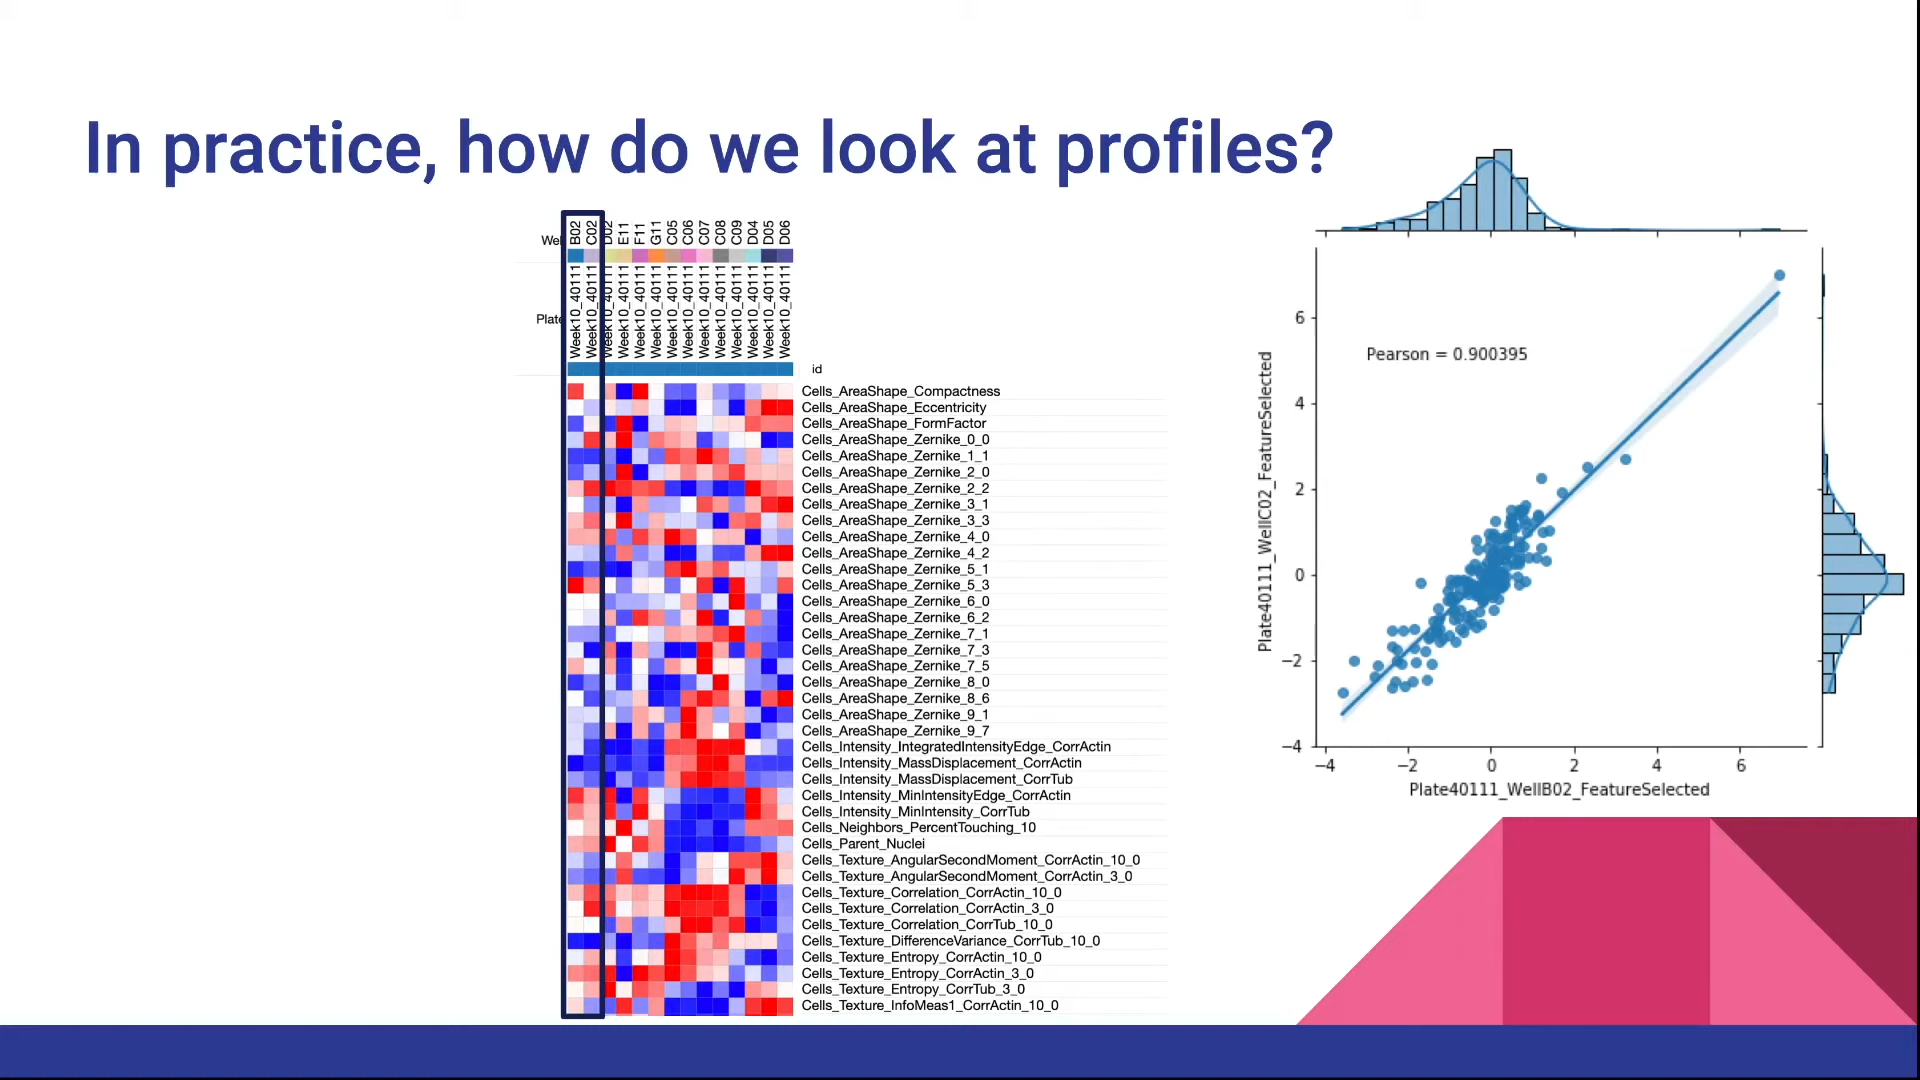 In practice, how do we look at profiles?
Wel
B02 C02 D02 E11 F11 G11 C05 C06 C07 C08 C09 D04 D05 D06
Plate
Week10_40111 Week10_40111 Week10_40111 Week10_40111 Week10_40111 Week10_40111 Week10_40111 Week10_40111 Week10_40111 Week10_40111 Week10_40111 Week10_40111 Week10_40111 Week10_40111
id
Cells_AreaShape_Compactness
Cells_AreaShape_Eccentricity
Cells_AreaShape_FormFactor
Cells_AreaShape_Zernike_0_0
Cells_AreaShape_Zernike_1_1
Cells_AreaShape_Zernike_2_0
Cells_AreaShape_Zernike_2_2
Cells_AreaShape_Zernike_3_1
Cells_AreaShape_Zernike_3_3
Cells_AreaShape_Zernike_4_0
Cells_AreaShape_Zernike_4_2
Cells_AreaShape_Zernike_5_1
Cells_AreaShape_Zernike_5_3
Cells_AreaShape_Zernike_6_0
Cells_AreaShape_Zernike_6_2
Cells_AreaShape_Zernike_7_1
Cells_AreaShape_Zernike_7_3
Cells_AreaShape_Zernike_7_5
Cells_AreaShape_Zernike_8_0
Cells_AreaShape_Zernike_8_6
Cells_AreaShape_Zernike_9_1
Cells_AreaShape_Zernike_9_7
Cells_Intensity_IntegratedIntensityEdge_CorrActin
Cells_Intensity_MassDisplacement_CorrActin
Cells_Intensity_MassDisplacement_CorrTub
Cells_Intensity_MinIntensityEdge_CorrActin
Cells_Intensity_MinIntensity_CorrTub
Cells_Neighbors_PercentTouching_10
Cells_Parent_Nuclei
Cells_Texture_AngularSecondMoment_CorrActin_10_0
Cells_Texture_AngularSecondMoment_CorrActin_3_0
Cells_Texture_Correlation_CorrActin_10_0
Cells_Texture_Correlation_CorrActin_3_0
Cells_Texture_Correlation_CorrTub_10_0
Cells_Texture_DifferenceVariance_CorrTub_10_0
Cells_Texture_Entropy_CorrActin_10_0
Cells_Texture_Entropy_CorrActin_3_0
Cells_Texture_Entropy_CorrTub_3_0
Cells_Texture_InfoMeas1_CorrActin_10_0
Pearson = 0.900395
Plate40111_WellC02_FeatureSelected
6
4
2
0
−2
−4
−4 −2 0 2 4 6
Plate40111_WellB02_FeatureSelected